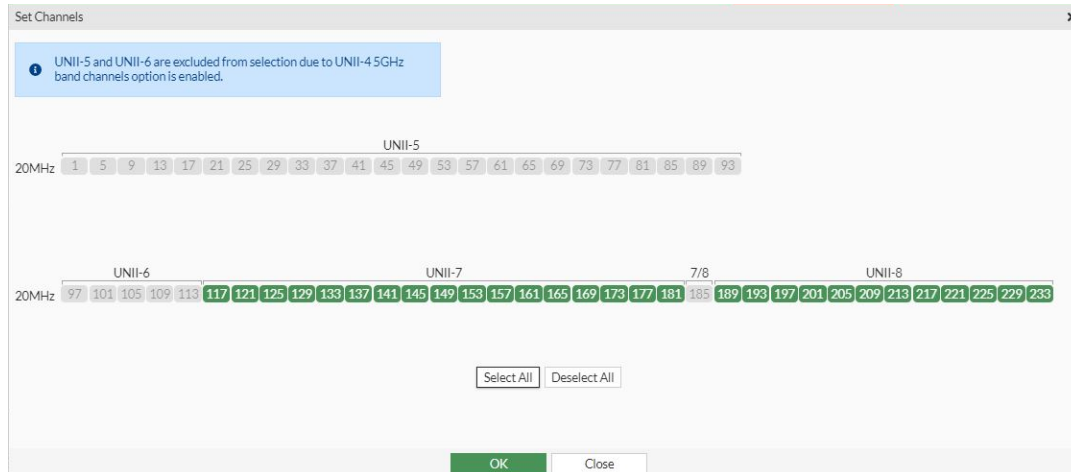 Set Channels
UNII-5 and UNII-6 are excluded from selection due to UNII-4 5GHz
band channels option is enabled.
UNII-5
20MHz 1 5 9 13 17 21 25 29 33 37 41 45 49 53 57 61 65 69 73 77 81 85 89 93
UNII-6 UNII-7 7/8 UNII-8
20MHz 97 101 105 109 113 117 121 125 129 133 137 141 145 149 153 157 161 165 169 173 177 181 185 189 193 197 201 205 209 213 217 221 225 229 233
Select All Deselect All
OK Close